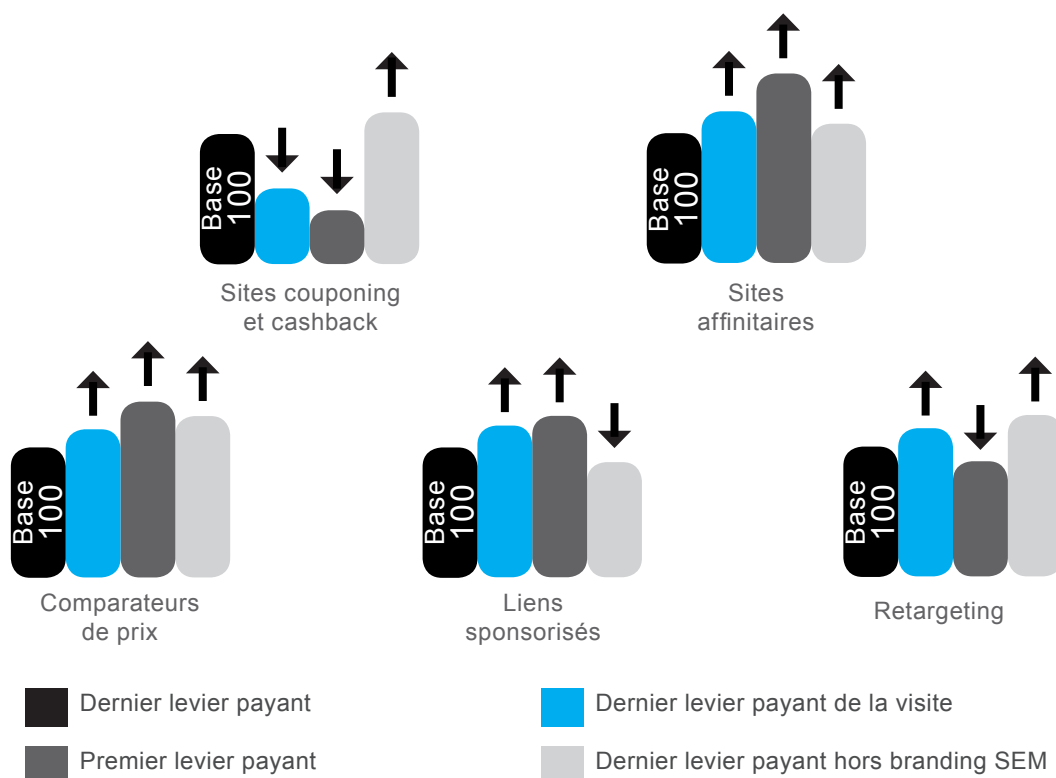 Base
100
Base
100
Sites couponing
et cashback
Sites
affinitaires
Base
100
Base
100
Base
100
Comparateurs
de prix
Liens
sponsorisés
Retargeting
Dernier levier payant
Dernier levier payant de la visite
Premier levier payant
Dernier levier payant hors branding SEM